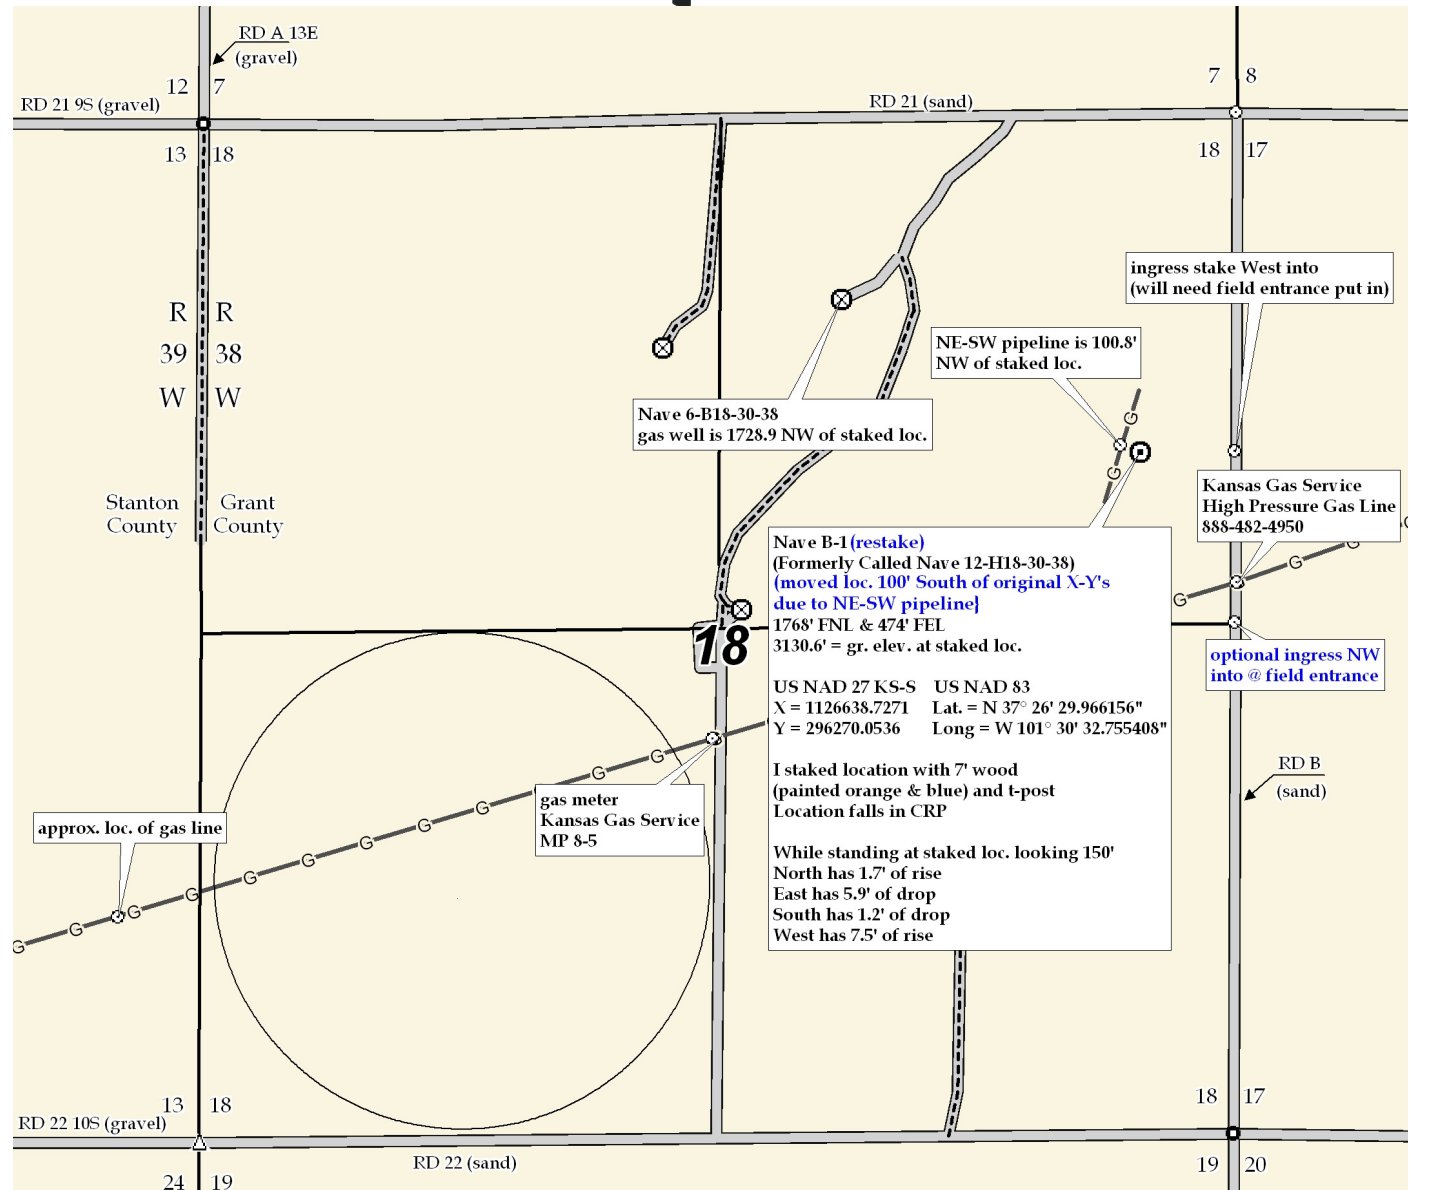 RD A 13E
(gravel)
12 7
7 8
RD 21 9S (gravel)
RD 21 (sand)
13 18
18 17
ingress stake West into
(will need field entrance put in)
R R
39 38
W W
NE-SW pipeline is 100.8'
NW of staked loc.
Nave 6-B18-30-38
gas well is 1728.9 NW of staked loc.
G
G
Stanton
County
Grant
County
Kansas Gas Service
High Pressure Gas Line
888-482-4950
G
G
G
G
Nave B-1(restake)
(Formerly Called Nave 12-H18-30-38)
(moved loc. 100' South of original X-Y's
due to NE-SW pipeline}
1768' FNL & 474' FEL
3130.6' = gr. elev. at staked loc.
US NAD 27 KS-S US NAD 83
X = 1126638.7271 Lat. = N 37° 26' 29.966156"
Y = 296270.0536 Long = W 101° 30' 32.755408"
I staked location with 7' wood
(painted orange & blue) and t-post
Location falls in CRP
While standing at staked loc. looking 150'
North has 1.7' of rise
East has 5.9' of drop
South has 1.2' of drop
West has 7.5' of rise
18
optional ingress NW
into @ field entrance
RD B
(sand)
gas meter
Kansas Gas Service
MP 8-5
approx. loc. of gas line
G
G
G
G
G
G
G
G
G
G
G
G
13 18
18 17
RD 22 10S (gravel)
RD 22 (sand)
24 19
19 20